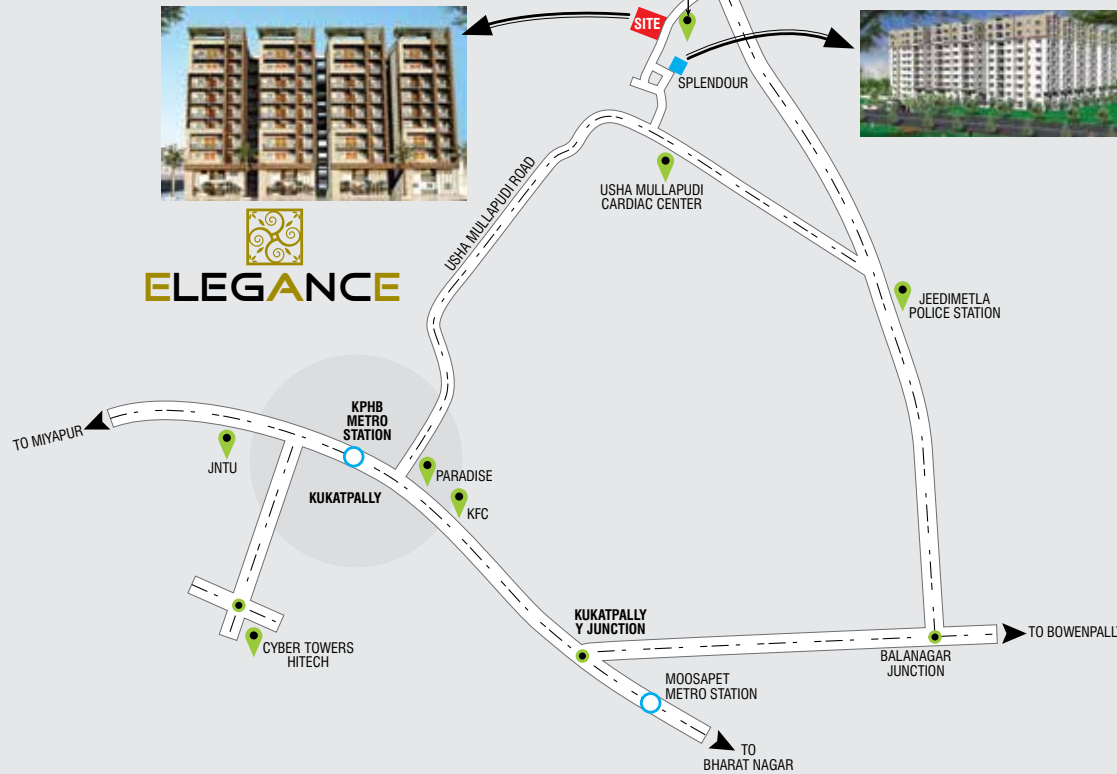 SITE
SPLENDOUR
USHA MULLAPUDI ROAD
USHA MULLAPUDI
CARDIAC CENTER
ELEGANCE
JEEDIMETLA
POLICE STATION
KPHB
METRO
STATION
TO MIYAPUR
JNTU
PARADISE
KUKATPALLY
KFC
KUKATPALLY
Y JUNCTION
TO BOWENPALLY
CYBER TOWERS
HITECH
BALANAGAR
JUNCTION
MOOSAPET
METRO STATION
TO
BHARAT NAGAR